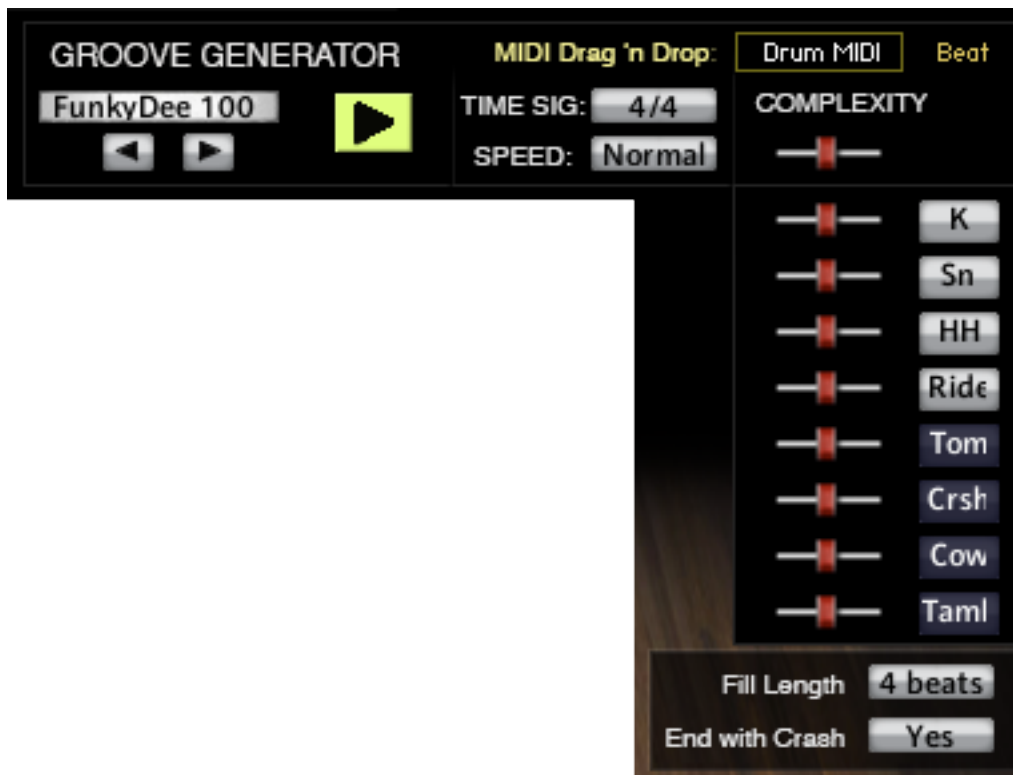 GROOVE GENERATOR
MIDI Drag 'n Drop: Drum MIDI Beat
FunkyDee 100
TIME SIG: 4/4
COMPLEXITY
SPEED: Normal
K
Sn
HH
Ride
Tom
Crsh
Cow
Taml
Fill Length 4 beats
End with Crash Yes